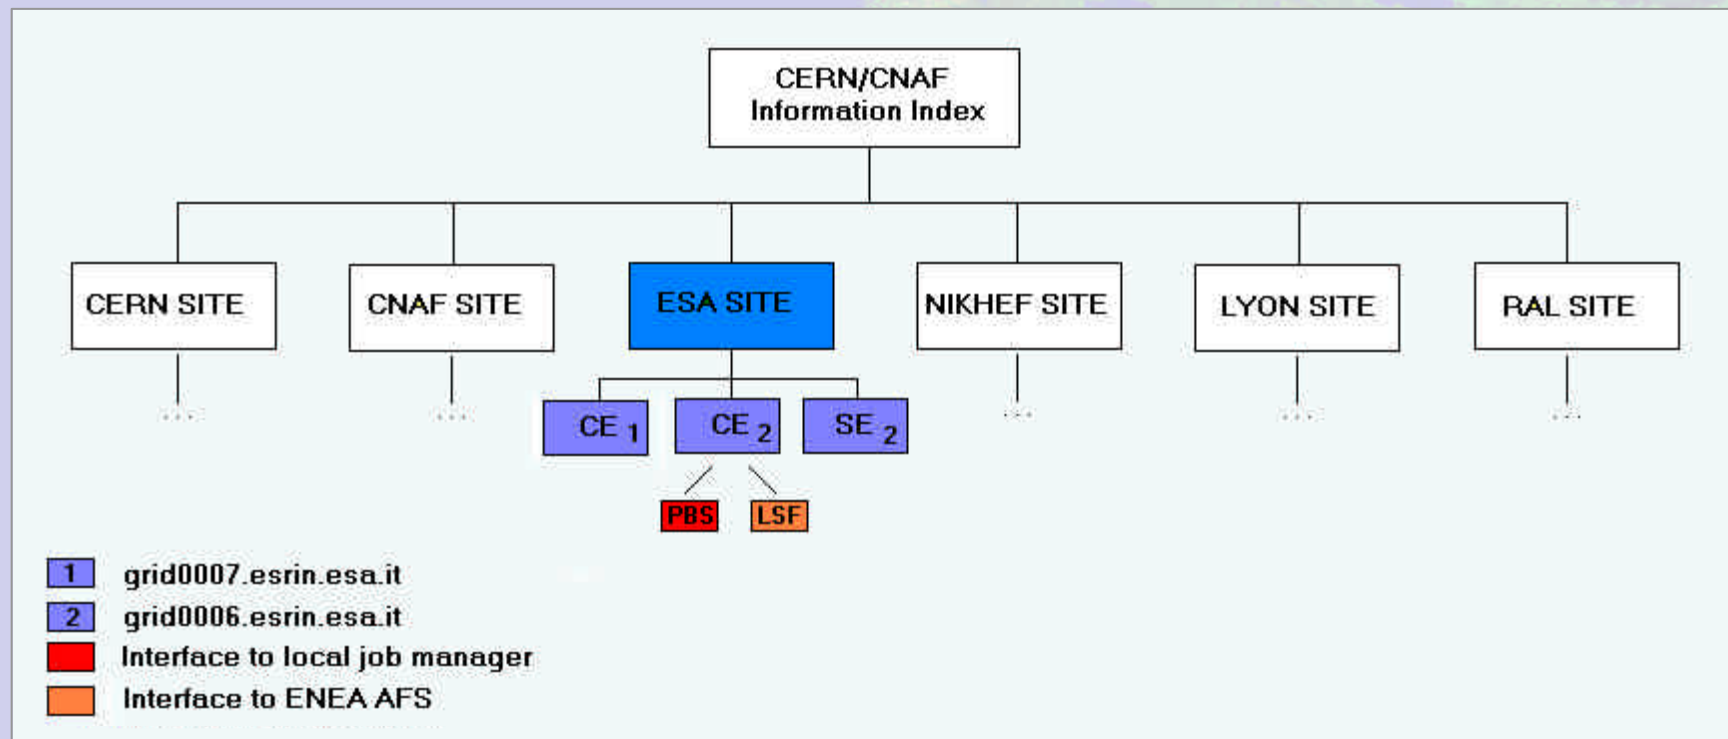 CERN/CNAF
Information Index
CERN SITE
CNAF SITE
ESA SITE
NIKHEF SITE
LYON SITE
RAL SITE
... ... ... ... ...
CE 1
CE 2
SE 2
PBS
LSF
1 grid0007.esrin.esa.it
2 grid0006.esrin.esa.it
Interface to local job manager
Interface to ENEA AFS